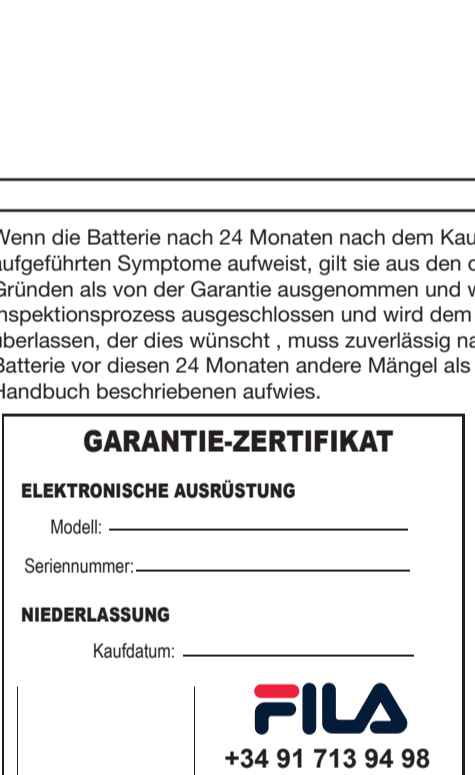 Wenn die Batterie nach 24 Monaten nach dem Kau
aufgeführten Symptome aufweist, gilt sie aus den
Gründen als von der Garantie ausgenommen und
nspektionsprozess ausgeschlossen und wird dem
überlassen, der dies wünscht , muss zuverlässig na
Batterie vor diesen 24 Monaten andere Mängel als
Handbuch beschriebenen aufwies.
GARANTIE-ZERTIFIKAT
ELEKTRONISCHE AUSRÜSTUNG
Modell:
Seriennummer:
NIEDERLASSUNG
Kaufdatum:
FILA
+34 91 713 94 98